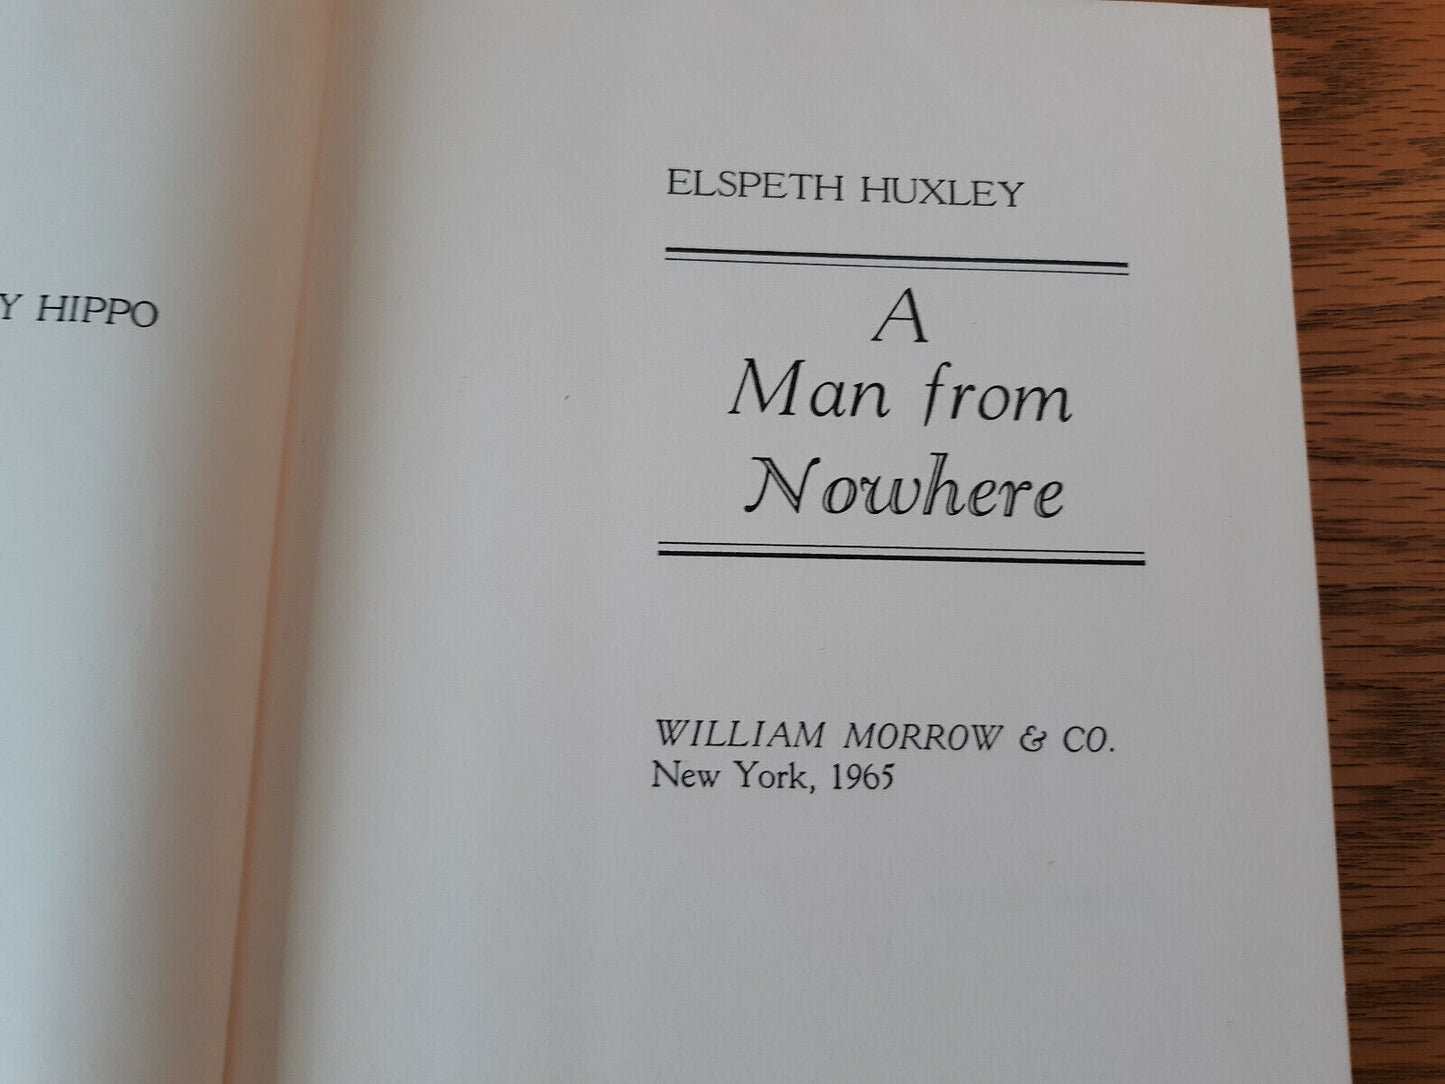 Y HIPPO
ELSPETH HUXLEY
A
Man from
Nowhere
WILLIAM MORROW & CO.
New York, 1965